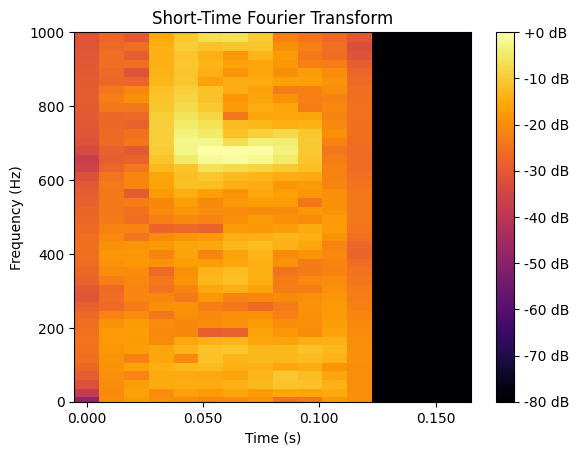 Short-Time Fourier Transform
1000
800
600
400
200
0
Frequency (Hz)
0.000
0.050
0.100
0.150
Time (s)
+0 dB
-10 dB
-20 dB
-30 dB
-40 dB
-50 dB
-60 dB
-70 dB
-80 dB